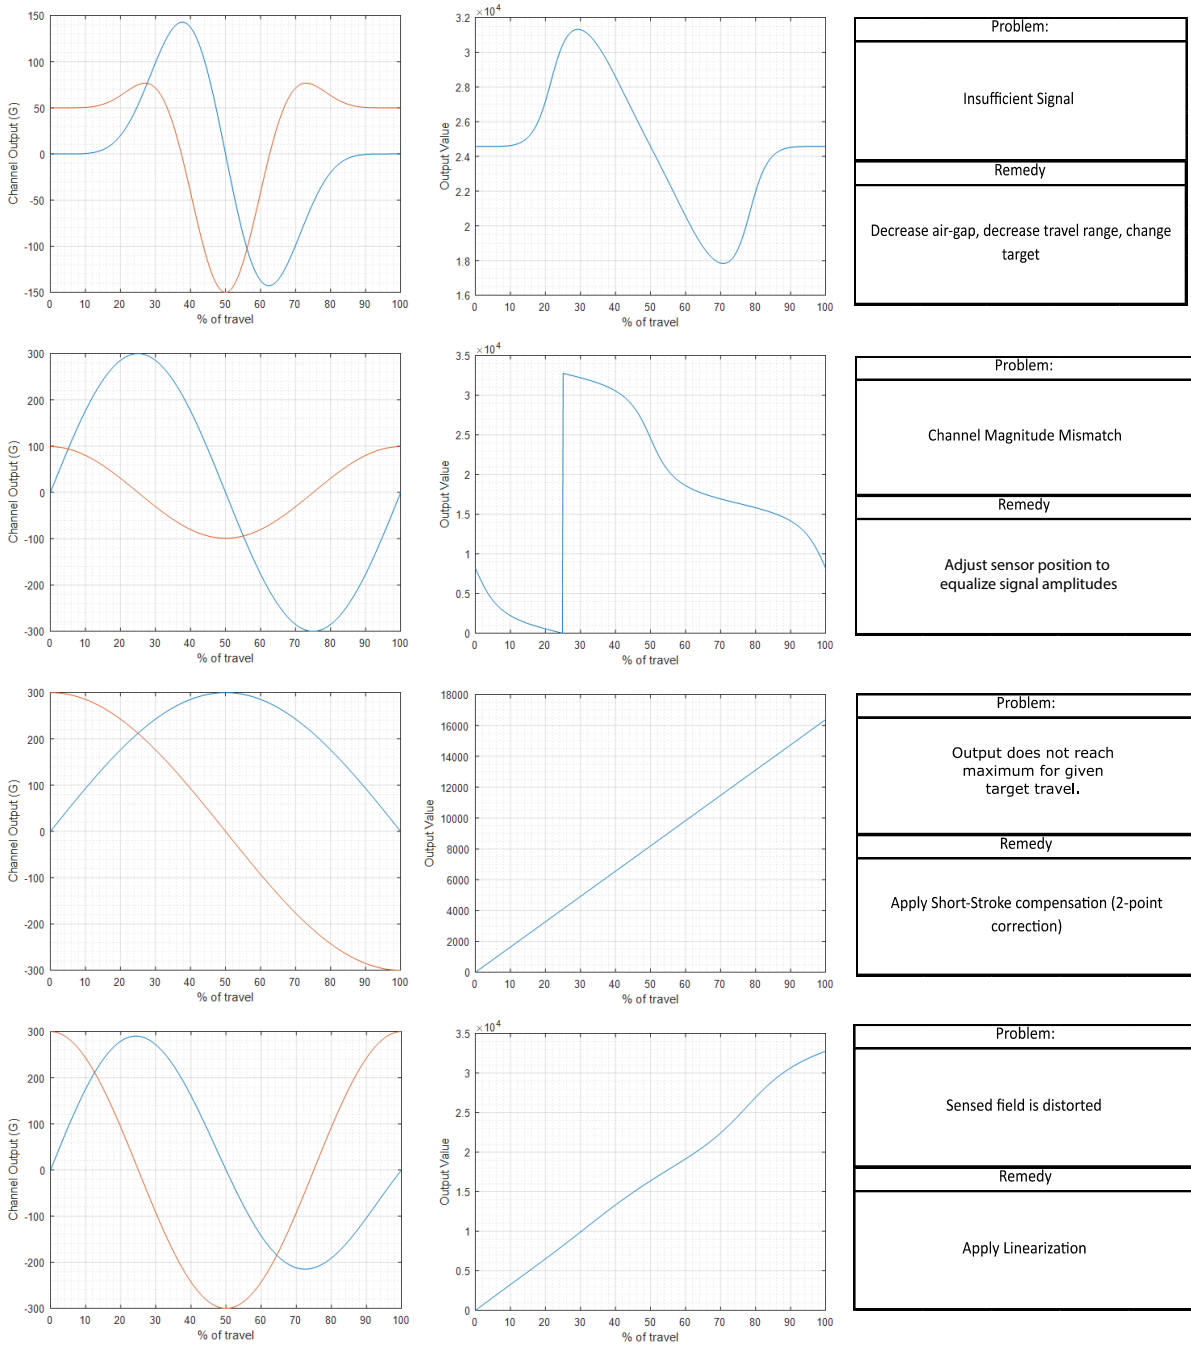 150
100
50
0
-50
-100
-150
Channel Output (G)
0 10 20 30 40 50 60 70 80 90 100
% of travel
×10⁴
3.2
3
2.8
2.6
2.4
2.2
2
1.8
1.6
Output Value
0 10 20 30 40 50 60 70 80 90 100
% of travel
Problem:
Insufficient Signal
Remedy
Decrease air-gap, decrease travel range, change
target
300
200
100
0
-100
-200
-300
Channel Output (G)
0 10 20 30 40 50 60 70 80 90 100
% of travel
×10⁴
3.5
3
2.5
2
1.5
1
0.5
0
Output Value
0 10 20 30 40 50 60 70 80 90 100
% of travel
Problem:
Channel Magnitude Mismatch
Remedy
Adjust sensor position to
equalize signal amplitudes
300
200
100
0
-100
-200
-300
Channel Output (G)
0 10 20 30 40 50 60 70 80 90 100
% of travel
18000
16000
14000
12000
10000
8000
6000
4000
2000
0
Output Value
0 10 20 30 40 50 60 70 80 90 100
% of travel
Problem:
Output does not reach
maximum for given
target travel.
Remedy
Apply Short-Stroke compensation (2-point
correction)
300
200
100
0
-100
-200
-300
Channel Output (G)
0 10 20 30 40 50 60 70 80 90 100
% of travel
×10⁴
3.5
3
2.5
2
1.5
1
0.5
0
Output Value
0 10 20 30 40 50 60 70 80 90 100
% of travel
Problem:
Sensed field is distorted
Remedy
Apply Linearization